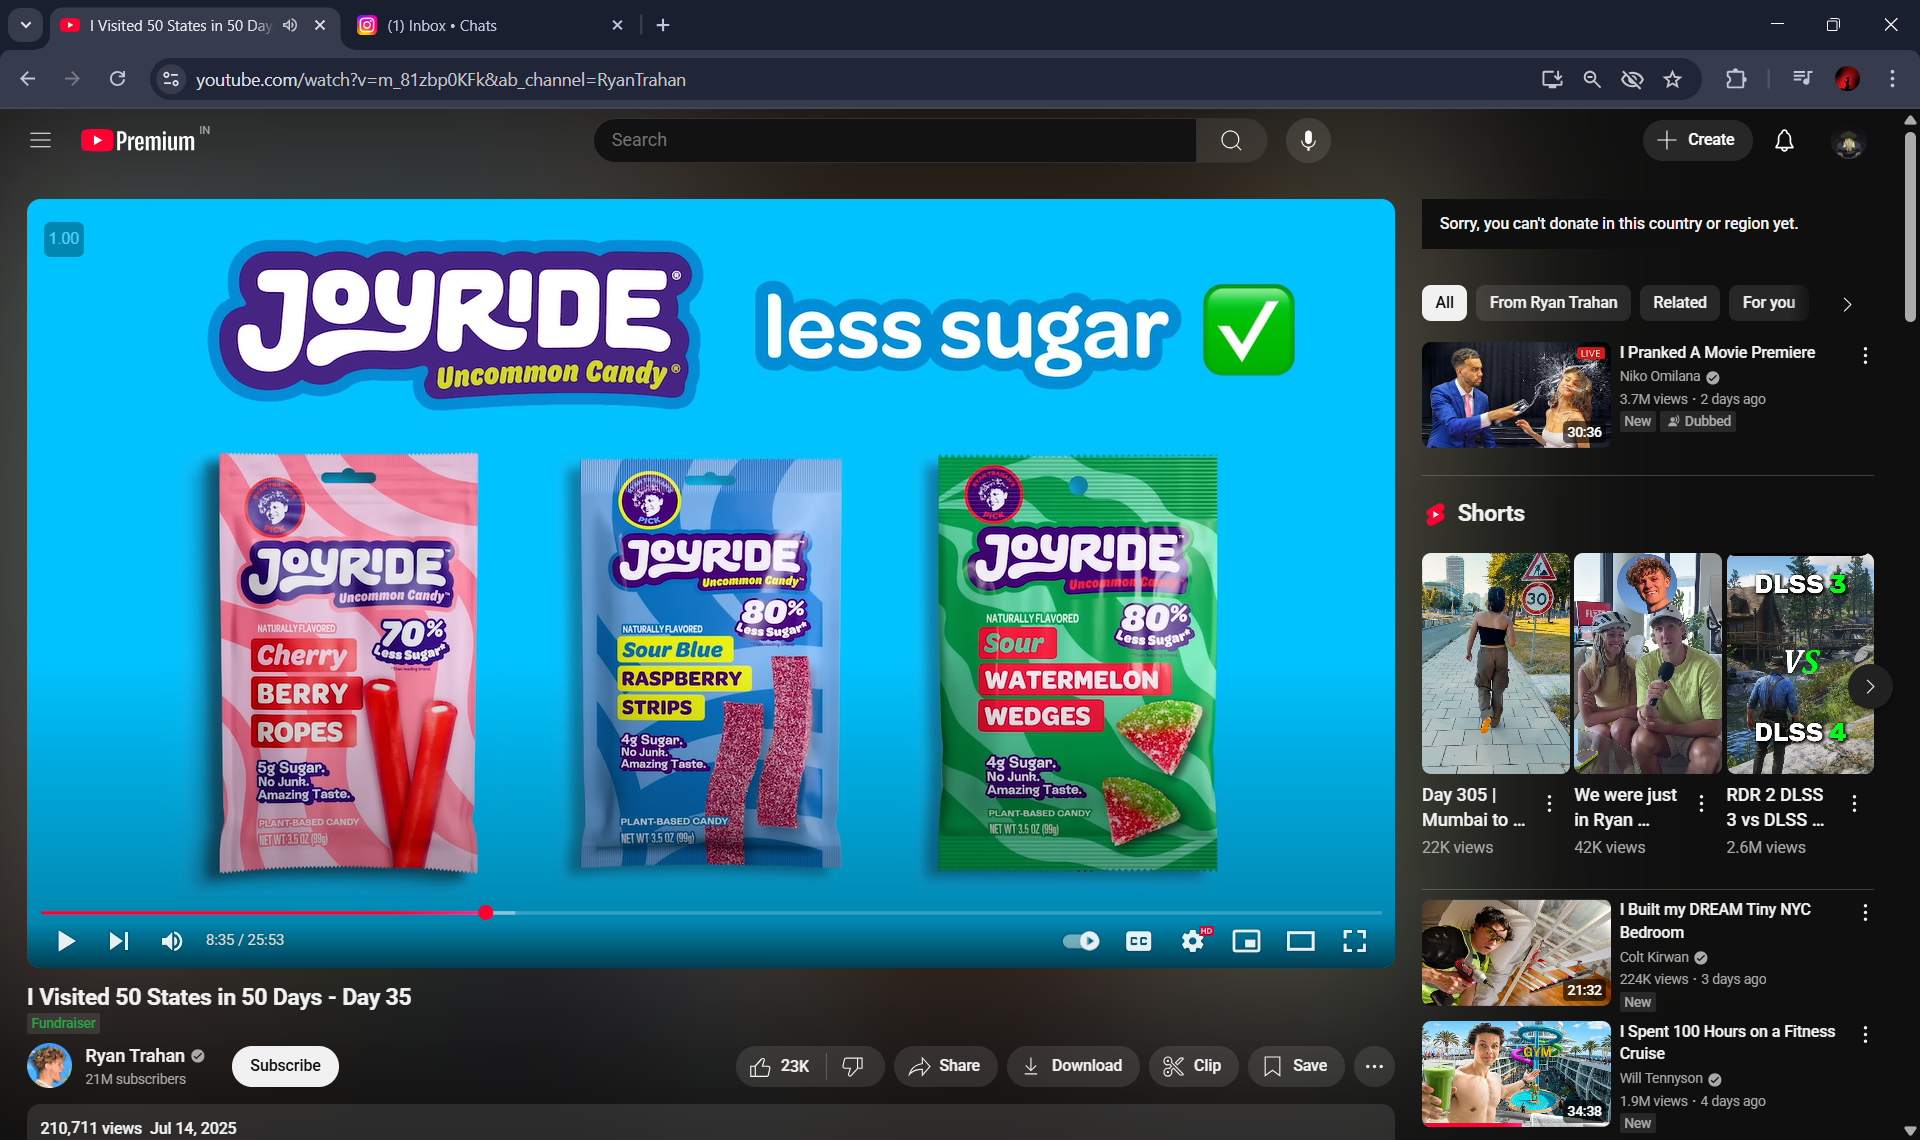 I Visited 50 States in 50 Day
(1) Inbox • Chats
youtube.com/watch?v=m_81zbp0KFk&ab_channel=RyanTrahan
Premium IN
Search
Create
1.00
JOYRIDE®
Uncommon Candy®
less sugar
PICK
JOYRIDE
Uncommon Candy™
NATURALLY FLAVORED
70%
Less Sugar*
Cherry
BERRY
ROPES
5g Sugar.
No Junk.
Amazing Taste.
PLANT-BASED CANDY
NET WT 3.5 OZ (99g)
PICK
JOYRIDE
Uncommon Candy™
80%
Less Sugar*
NATURALLY FLAVORED
Sour Blue
RASPBERRY
STRIPS
4g Sugar.
No Junk.
Amazing Taste.
PLANT-BASED CANDY
NET WT 3.5 OZ (99g)
PICK
JOYRIDE
Uncommon Candy™
NATURALLY FLAVORED
80%
Less Sugar*
Sour
WATERMELON
WEDGES
4g Sugar.
No Junk.
Amazing Taste.
PLANT-BASED CANDY
NET WT 3.5 OZ (99g)
8:35 / 25:53
CC
HD
I Visited 50 States in 50 Days - Day 35
Fundraiser
Ryan Trahan
21M subscribers
Subscribe
23K
Share
Download
Clip
Save
210,711 views Jul 14, 2025
Sorry, you can't donate in this country or region yet.
All
From Ryan Trahan
Related
For you
LIVE
30:36
I Pranked A Movie Premiere
Niko Omilana
3.7M views • 2 days ago
New
Dubbed
Shorts
30
DLSS 3
VS
DLSS 4
Day 305 |
Mumbai to ...
22K views
We were just
in Ryan ...
42K views
RDR 2 DLSS
3 vs DLSS ...
2.6M views
21:32
I Built my DREAM Tiny NYC
Bedroom
Colt Kirwan
224K views • 3 days ago
New
GYM
34:38
I Spent 100 Hours on a Fitness
Cruise
Will Tennyson
1.9M views • 4 days ago
New